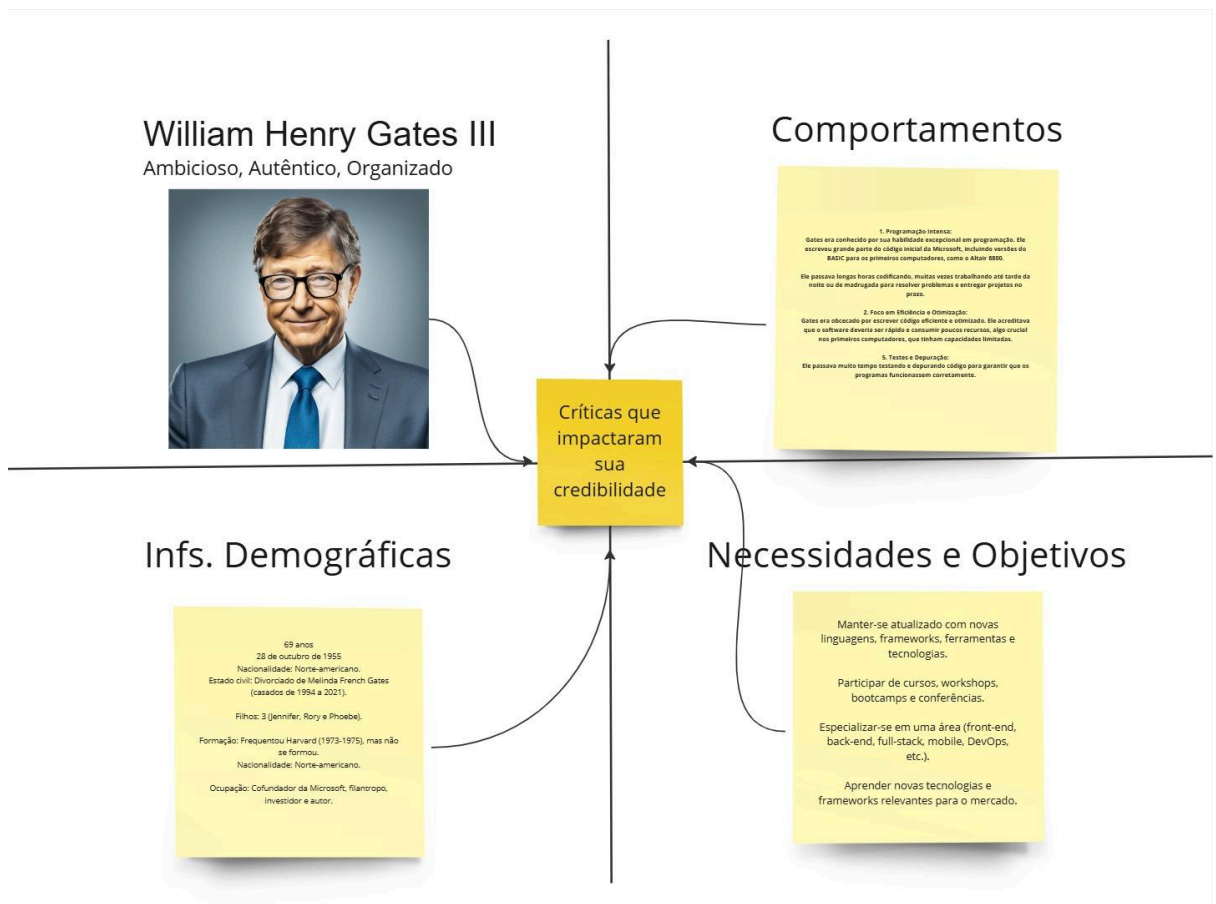 William Henry Gates III
Ambicioso, Autêntico, Organizado
Comportamentos
1. Programação Intensa:
Gates era conhecido por sua habilidade excepcional em programação. Ele
escreveu grande parte do código inicial da Microsoft, incluindo versões do
BASIC para os primeiros computadores, como o Altair 8800.
Ele passava longas horas codificando, muitas vezes trabalhando até tarde da
noite ou de madrugada para resolver problemas e entregar projetos no
prazo.
2. Foco em Eficiência e Otimização:
Gates era obcecado por escrever código eficiente e otimizado. Ele acreditava
que o software deveria ser rápido e consumir poucos recursos, algo crucial
nos primeiros computadores, que tinham capacidades limitadas.
5. Testes e Depuração:
Ele passava muito tempo testando e depurando código para garantir que os
programas funcionassem corretamente.
Críticas que
impactaram
sua
credibilidade
Infs. Demográficas
69 anos
28 de outubro de 1955
Nacionalidade: Norte-americano.
Estado civil: Divorciado de Melinda French Gates
(casados de 1994 a 2021).
Filhos: 3 (Jennifer, Rory e Phoebe).
Formação: Frequentou Harvard (1973-1975), mas não
se formou.
Nacionalidade: Norte-americano.
Ocupação: Cofundador da Microsoft, filantropo,
investidor e autor.
Necessidades e Objetivos
Manter-se atualizado com novas
linguagens, frameworks, ferramentas e
tecnologias.
Participar de cursos, workshops,
bootcamps e conferências.
Especializar-se em uma área (front-end,
back-end, full-stack, mobile, DevOps,
etc.).
Aprender novas tecnologias e
frameworks relevantes para o mercado.